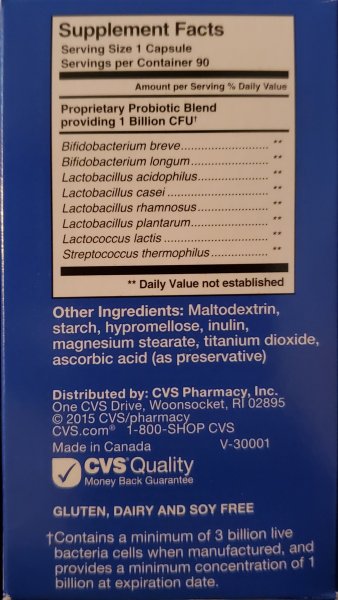 Supplement Facts
Serving Size 1 Capsule
Servings per Container 90
Amount per Serving % Daily Value
Proprietary Probiotic Blend
providing 1 Billion CFU†
Bifidobacterium breve........................ **
Bifidobacterium longum..................... **
Lactobacillus acidophilus................... **
Lactobacillus casei ............................ **
Lactobacillus rhamnosus................... **
Lactobacillus plantarum..................... **
Lactococcus lactis ............................. **
Streptococcus thermophilus.............. **
** Daily Value not established
Other Ingredients: Maltodextrin,
starch, hypromellose, inulin,
magnesium stearate, titanium dioxide,
ascorbic acid (as preservative)
Distributed by: CVS Pharmacy, Inc.
One CVS Drive, Woonsocket, RI 02895
© 2015 CVS/pharmacy
CVS.com® 1-800-SHOP CVS
Made in Canada V-30001
CVS Quality
Money Back Guarantee
GLUTEN, DAIRY AND SOY FREE
†Contains a minimum of 3 billion live
bacteria cells when manufactured, and
provides a minimum concentration of 1
billion at expiration date.